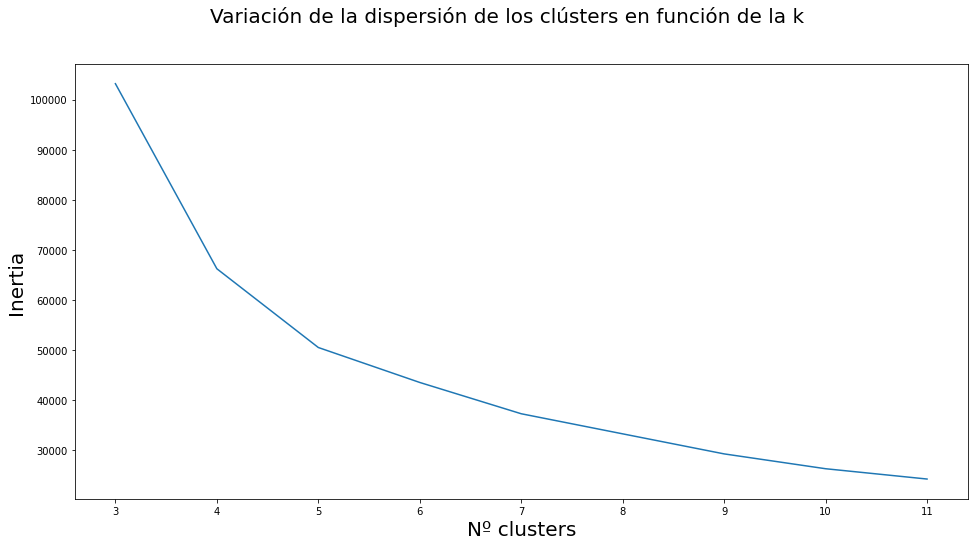 Variación de la dispersión de los clústers en función de la k
100000
90000
80000
70000
60000
50000
40000
30000
Inertia
3 4 5 6 7 8 9 10 11
Nº clusters